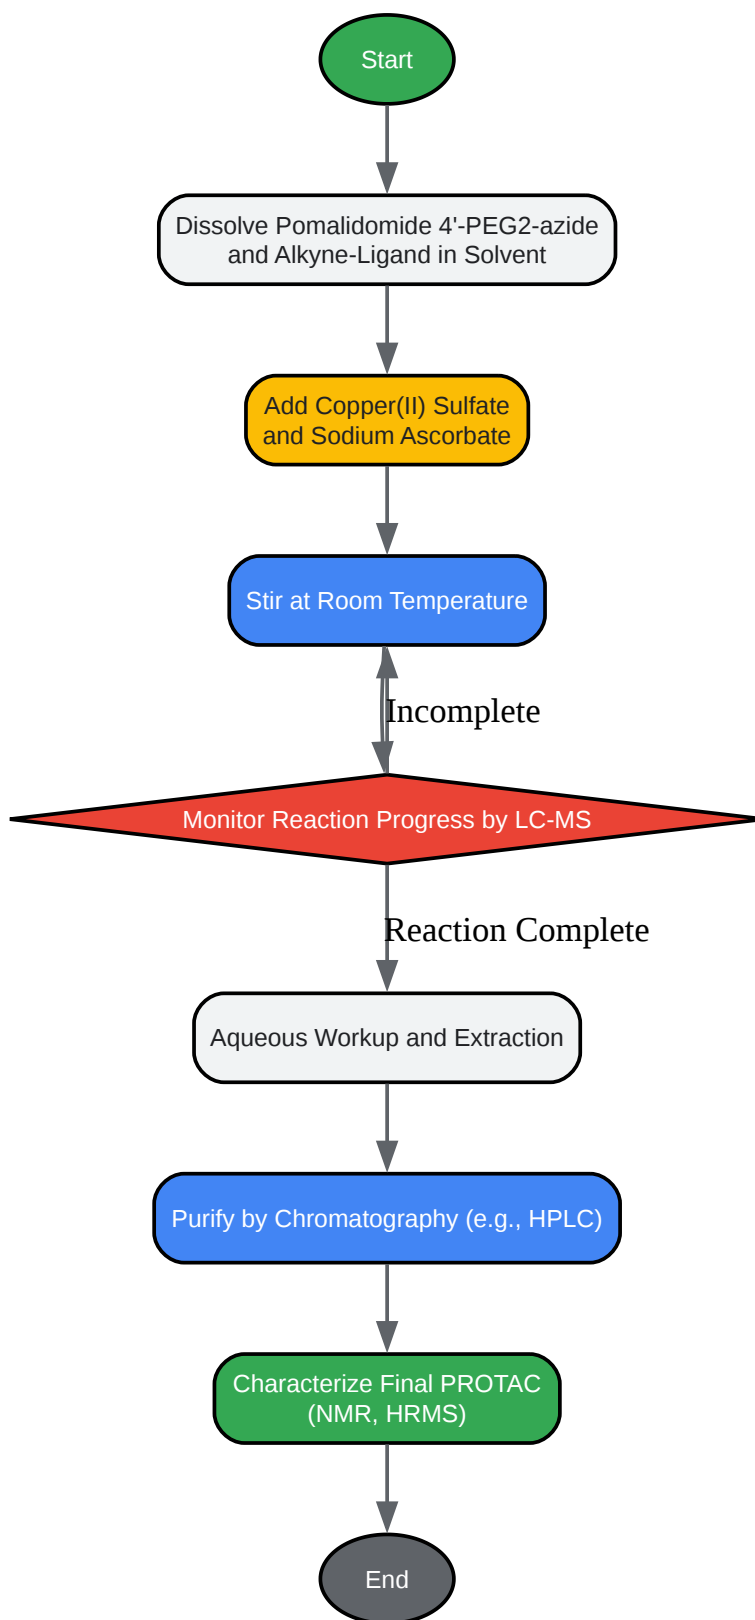 Start
Dissolve Pomalidomide 4'-PEG2-azide
and Alkyne-Ligand in Solvent
Add Copper(II) Sulfate
and Sodium Ascorbate
Stir at Room Temperature
Incomplete
Monitor Reaction Progress by LC-MS
Reaction Complete
Aqueous Workup and Extraction
Purify by Chromatography (e.g., HPLC)
Characterize Final PROTAC
(NMR, HRMS)
End